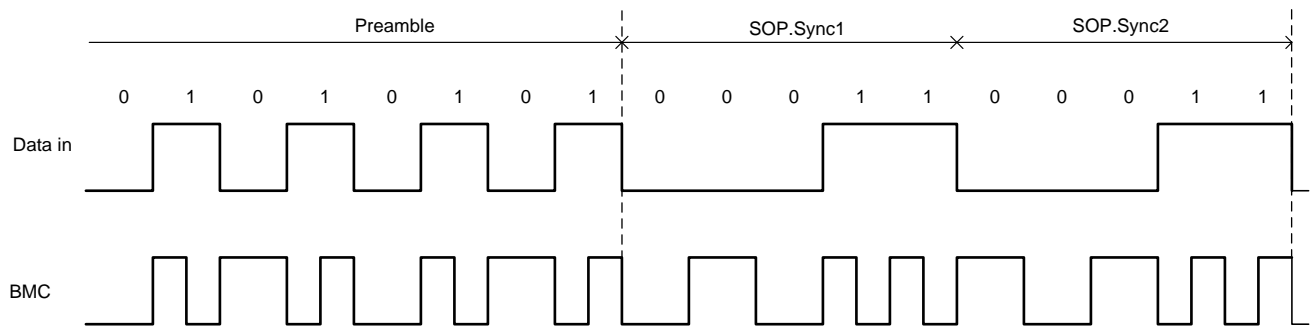 Preamble SOP.Sync1 SOP.Sync2
0 1 0 1 0 1 0 1 0 0 0 1 1 0 0 0 1 1
Data in
BMC